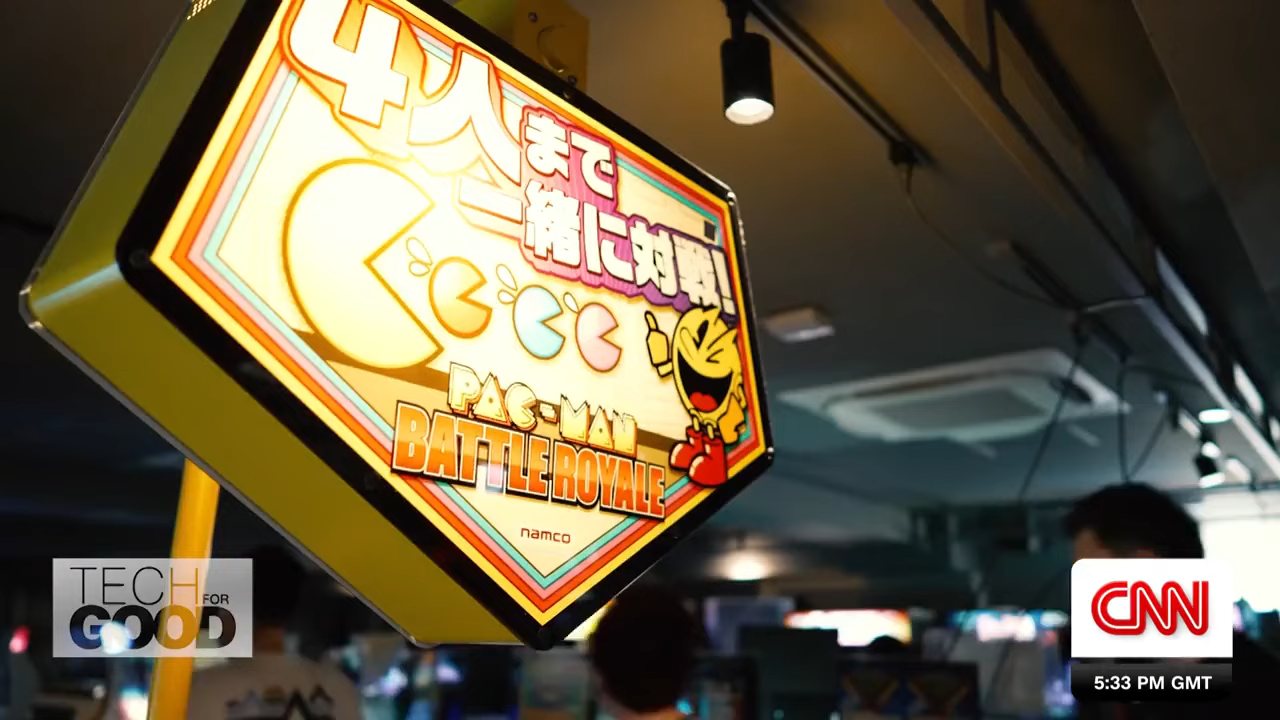 4人まで
一緒に対戦!
PAC-MAN
BATTLE ROYALE
namco
TECH FOR
GOOD
CNN
5:33 PM GMT